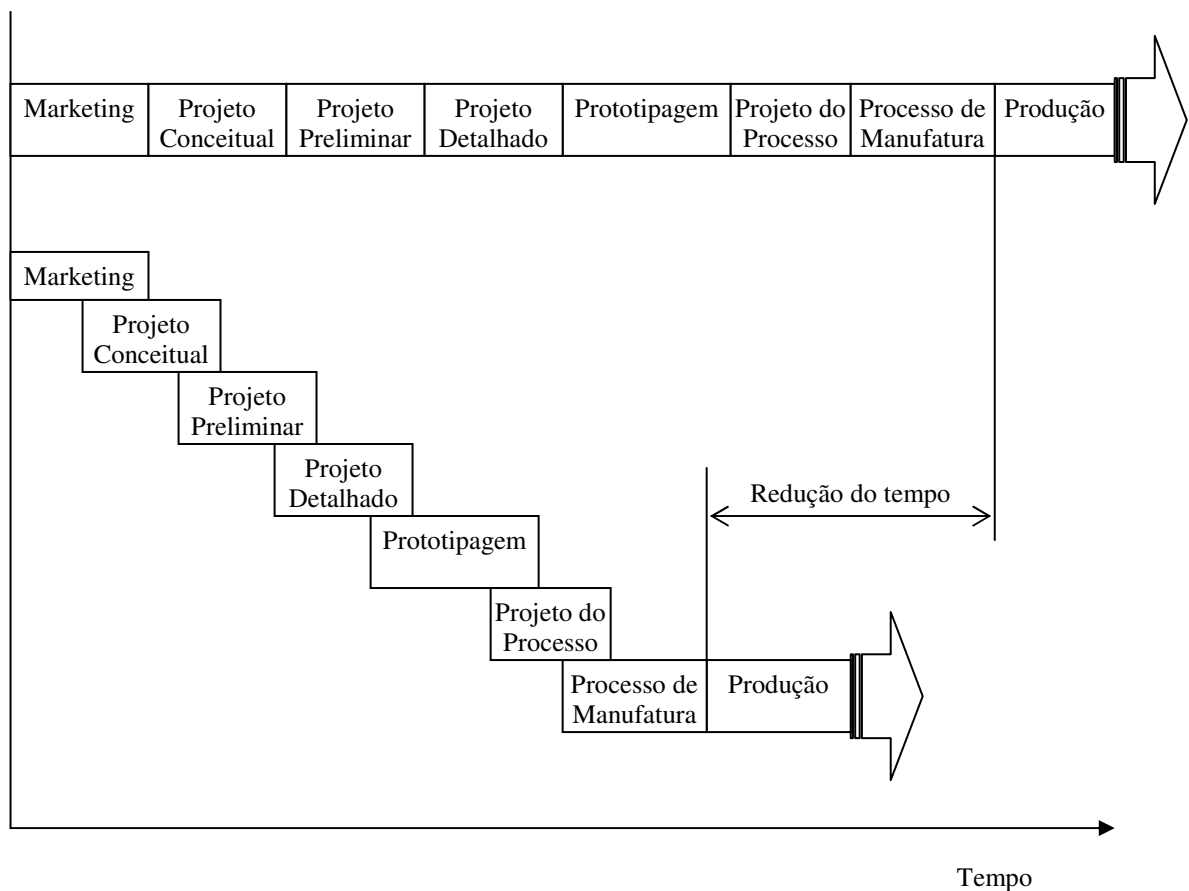 Marketing
Projeto
Conceitual
Projeto
Preliminar
Projeto
Detalhado
Prototipagem
Projeto do
Processo
Processo de
Manufatura
Produção
Marketing
Projeto
Conceitual
Projeto
Preliminar
Projeto
Detalhado
Redução do tempo
Prototipagem
Projeto do
Processo
Processo de
Manufatura
Produção
Tempo